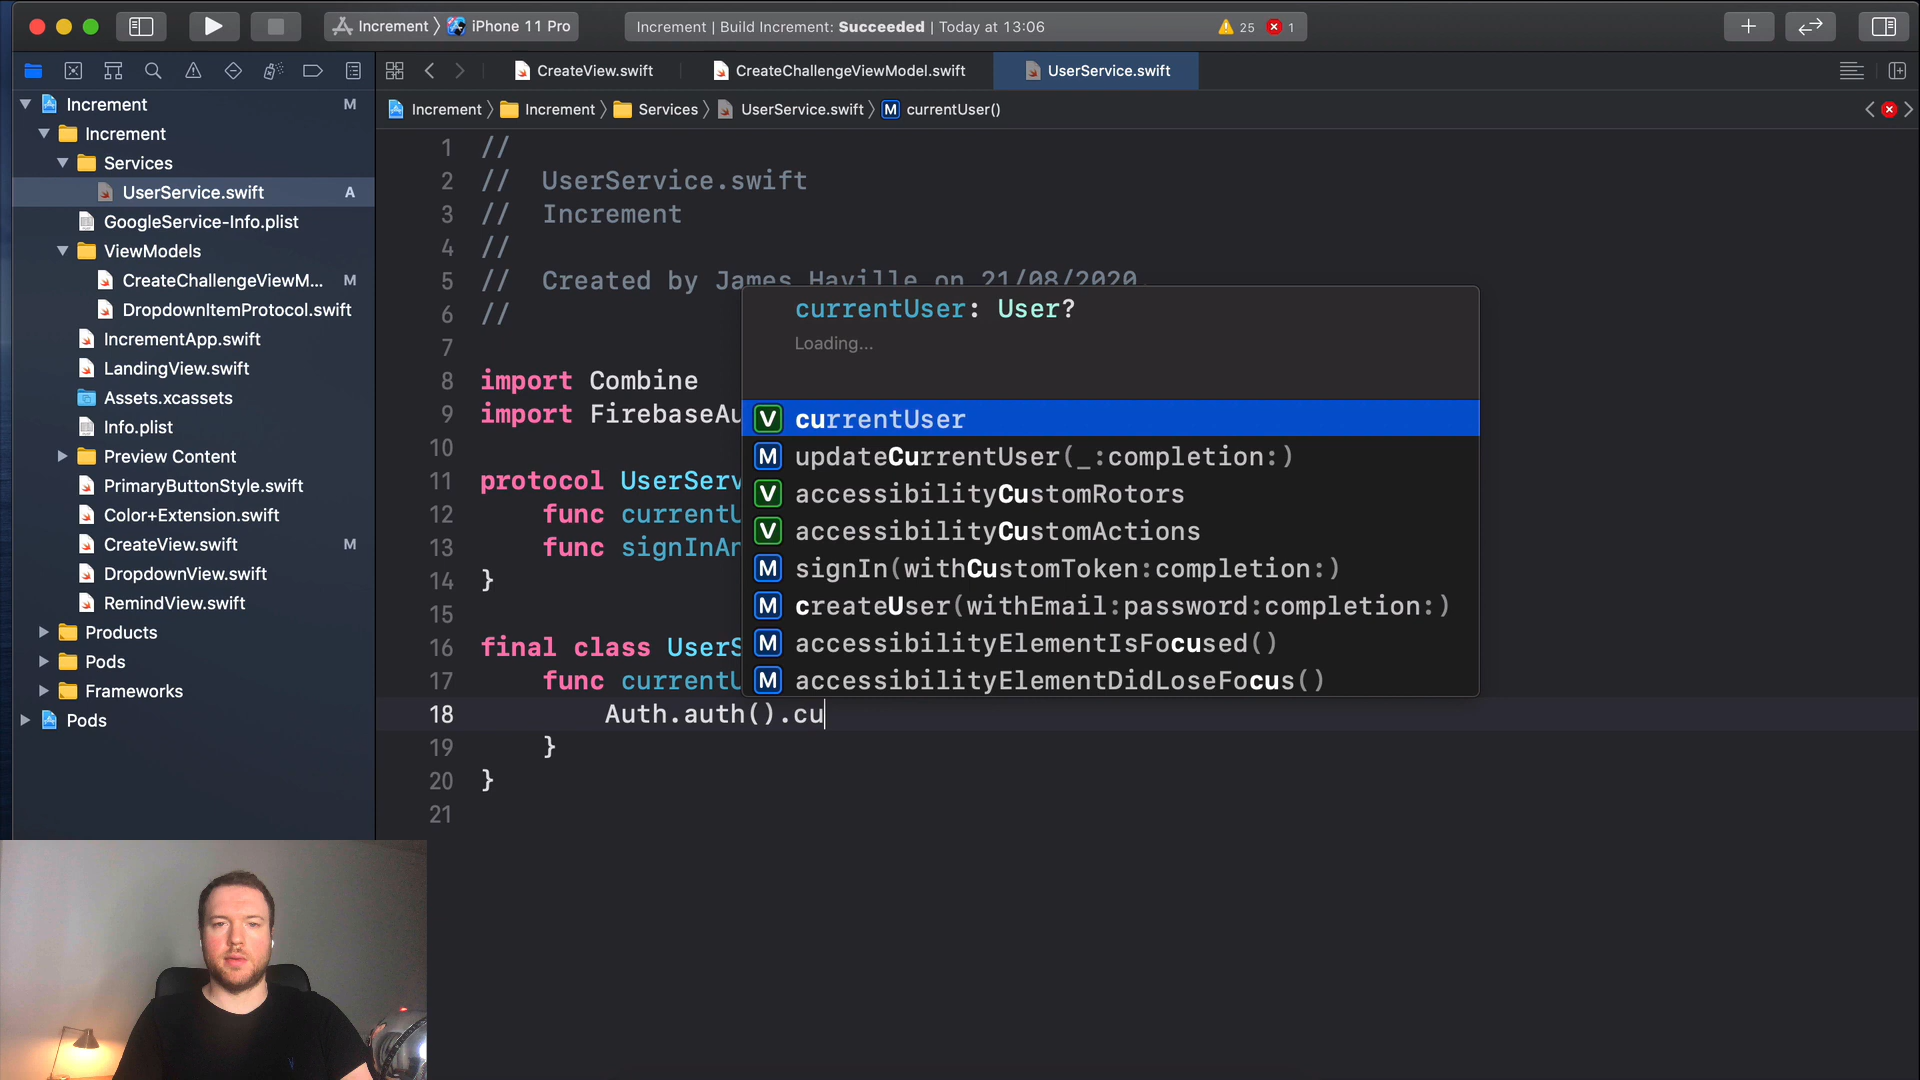 Increment
iPhone 11 Pro
Increment | Build Increment: Succeeded | Today at 13:06
25
1
CreateView.swift
CreateChallengeViewModel.swift
UserService.swift
Increment
Increment
Services
UserService.swift
M
currentUser()
Increment M
Increment
Services
UserService.swift A
GoogleService-Info.plist
ViewModels
CreateChallengeViewM... M
DropdownItemProtocol.swift
IncrementApp.swift
LandingView.swift
Assets.xcassets
Info.plist
Preview Content
PrimaryButtonStyle.swift
Color+Extension.swift
CreateView.swift M
DropdownView.swift
RemindView.swift
Products
Pods
Frameworks
Pods
1 //
2 // UserService.swift
3 // Increment
4 //
5 // Created by James Haville on 21/08/2020.
6 //
7
8 import Combine
9 import FirebaseAu
10
11 protocol UserServ
12 func currentU
13 func signInAn
14 }
15
16 final class UserS
17 func currentU
18 Auth.auth().cu
19 }
20 }
21
currentUser: User?
Loading...
V currentUser
M updateCurrentUser(_:completion:)
V accessibilityCustomRotors
V accessibilityCustomActions
M signIn(withCustomToken:completion:)
M createUser(withEmail:password:completion:)
M accessibilityElementIsFocused()
M accessibilityElementDidLoseFocus()